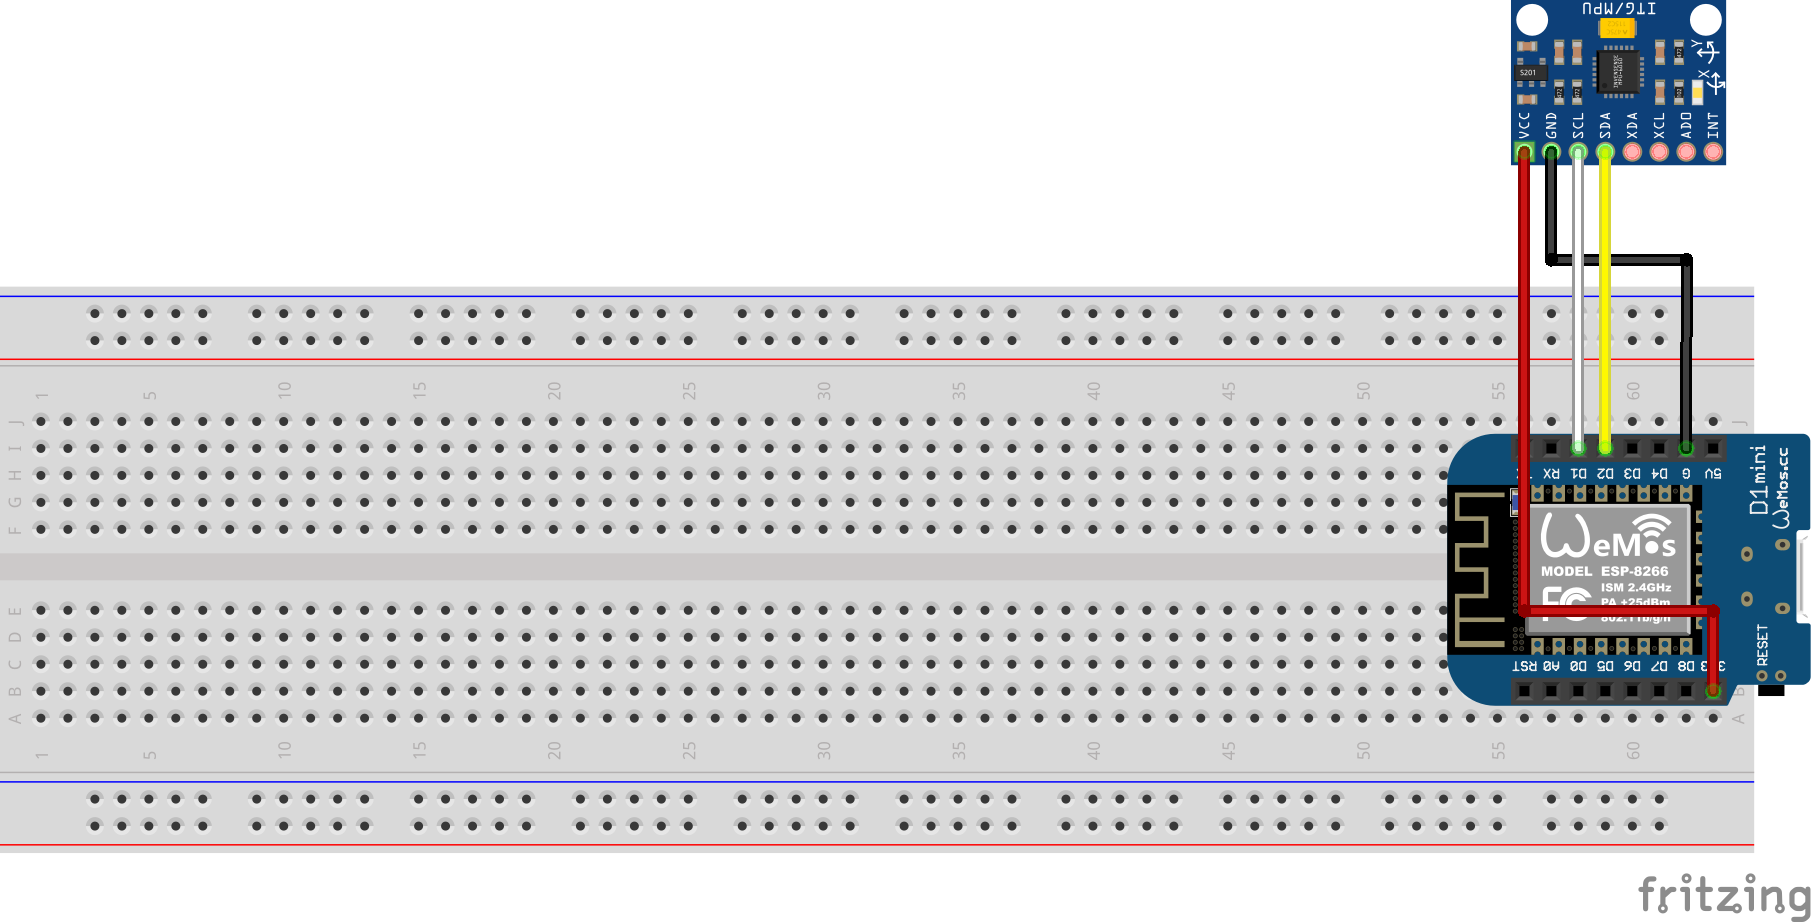 ITG/MPU
S201
Y
X
VCC GND SCL SDA XDA XCL AD0 INT
1 5 10 15 20 25 30 35 40 45 50 55 60
J J
I
H
G
F
RX D1 D2 D3 D4 G 5V
D1 mini
WeMos.cc
WeMos
MODEL ESP-8266
ISM 2.4GHz
PA +25dBm
802.11b/g/n
FC
E
D
C
B B
A A
RST A0 D0 D5 D6 D7 D8
RESET
1 5 10 15 20 25 30 35 40 45 50 55 60
fritzing